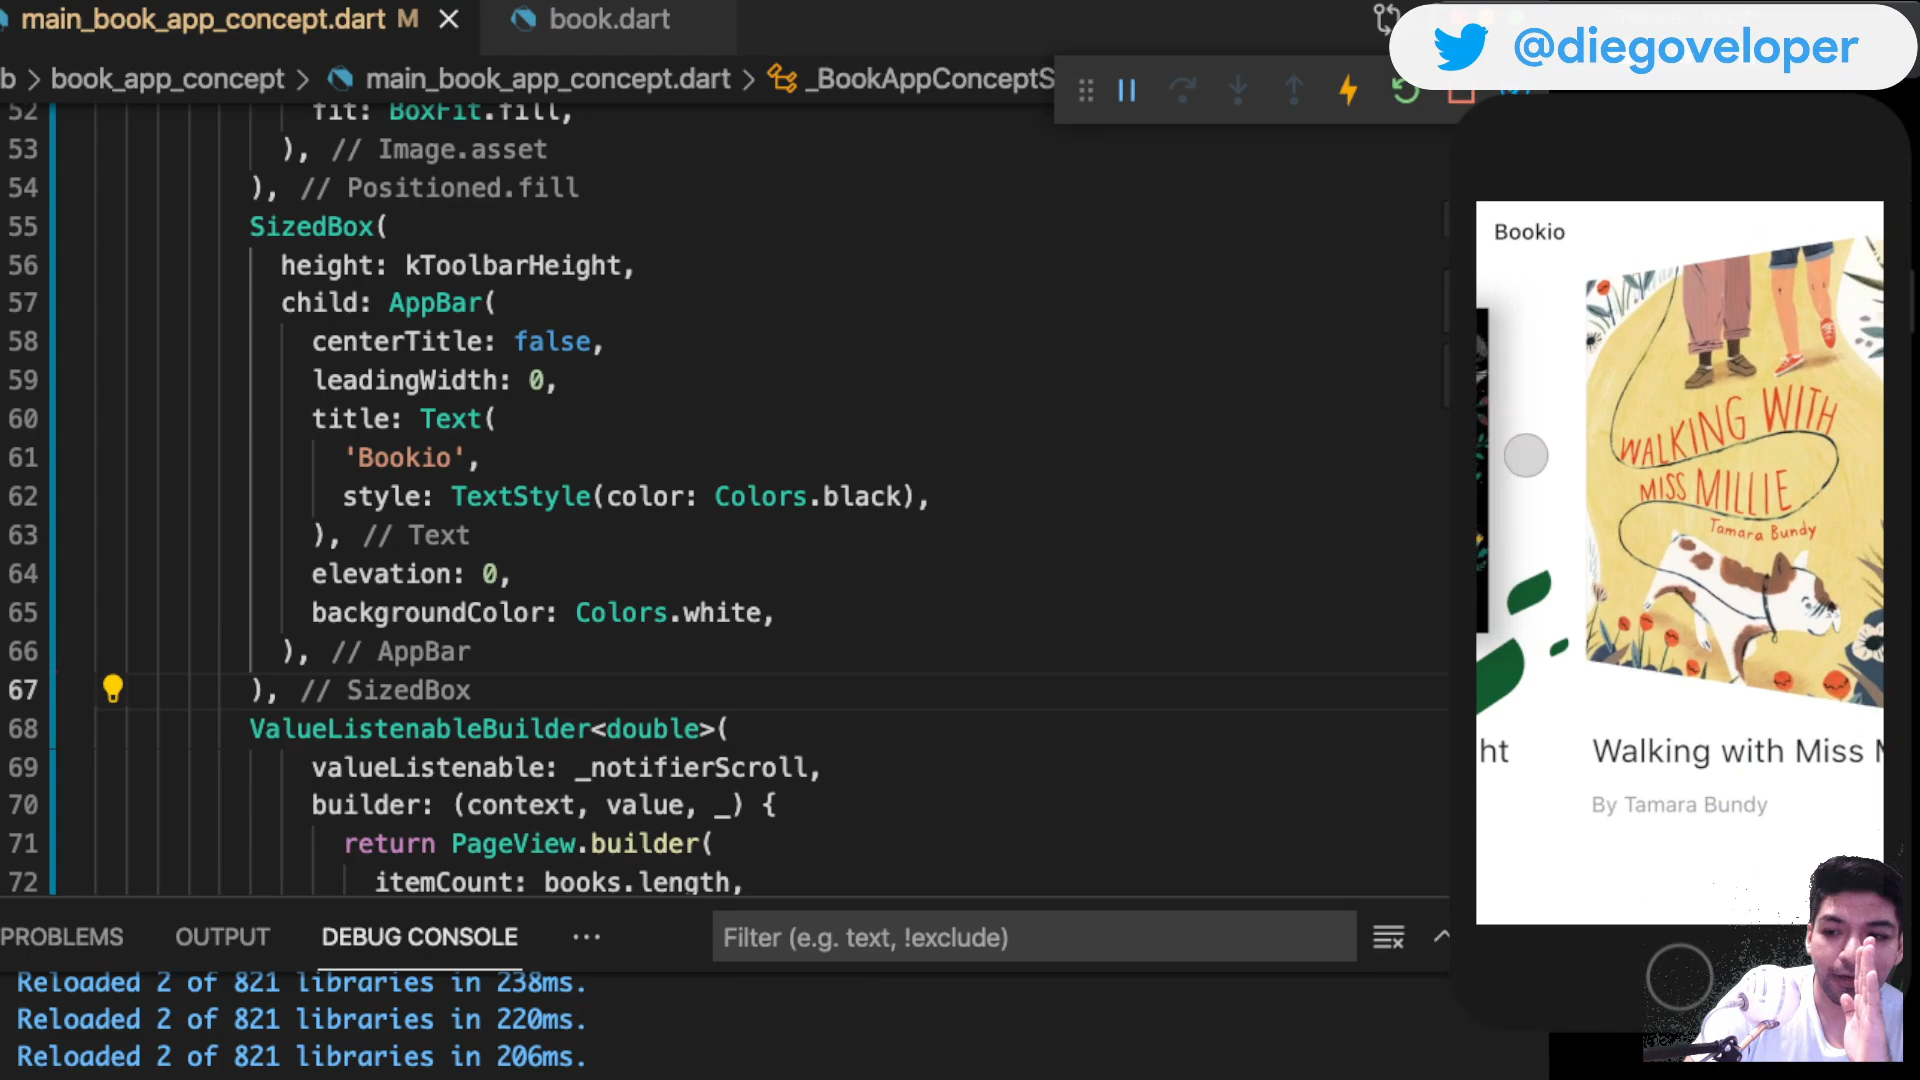 main_book_app_concept.dart M
book.dart
@diegoveloper
b > book_app_concept > main_book_app_concept.dart > _BookAppConceptS
52 fit: BoxFit.fill,
53 ), // Image.asset
54 ), // Positioned.fill
55 SizedBox(
56 height: kToolbarHeight,
57 child: AppBar(
58 centerTitle: false,
59 leadingWidth: 0,
60 title: Text(
61 'Bookio',
62 style: TextStyle(color: Colors.black),
63 ), // Text
64 elevation: 0,
65 backgroundColor: Colors.white,
66 ), // AppBar
67 ), // SizedBox
68 ValueListenableBuilder<double>(
69 valueListenable: _notifierScroll,
70 builder: (context, value, _) {
71 return PageView.builder(
72 itemCount: books.length,
PROBLEMS OUTPUT DEBUG CONSOLE ...
Filter (e.g. text, !exclude)
Reloaded 2 of 821 libraries in 238ms.
Reloaded 2 of 821 libraries in 220ms.
Reloaded 2 of 821 libraries in 206ms.
Bookio
WALKING WITH
MISS MILLIE
Tamara Bundy
ht
Walking with Miss M
By Tamara Bundy